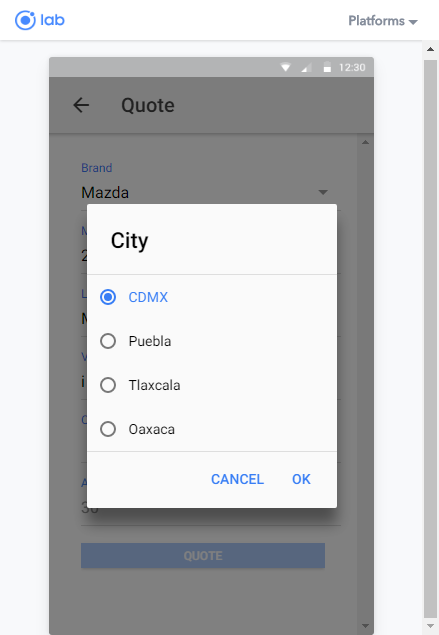 lab
Platforms
12:30
Quote
Brand
Mazda
City
CDMX
Puebla
Tlaxcala
Oaxaca
CANCEL OK
QUOTE